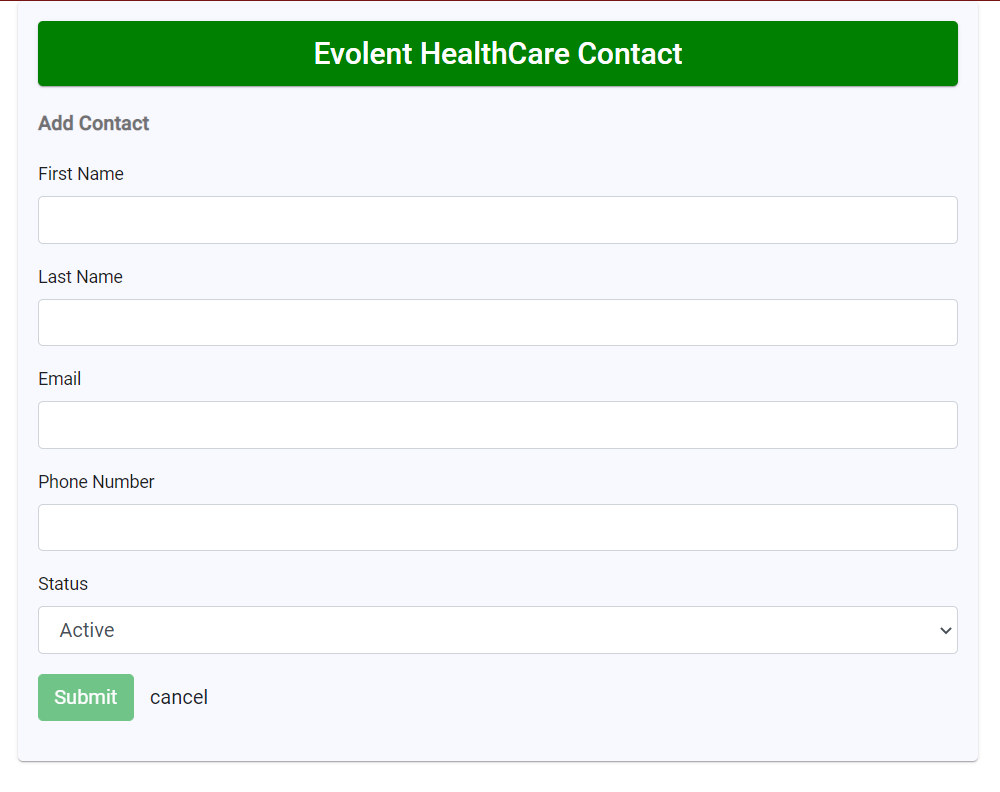 Evolent HealthCare Contact
Add Contact
First Name
Last Name
Email
Phone Number
Status
Active
Submit cancel